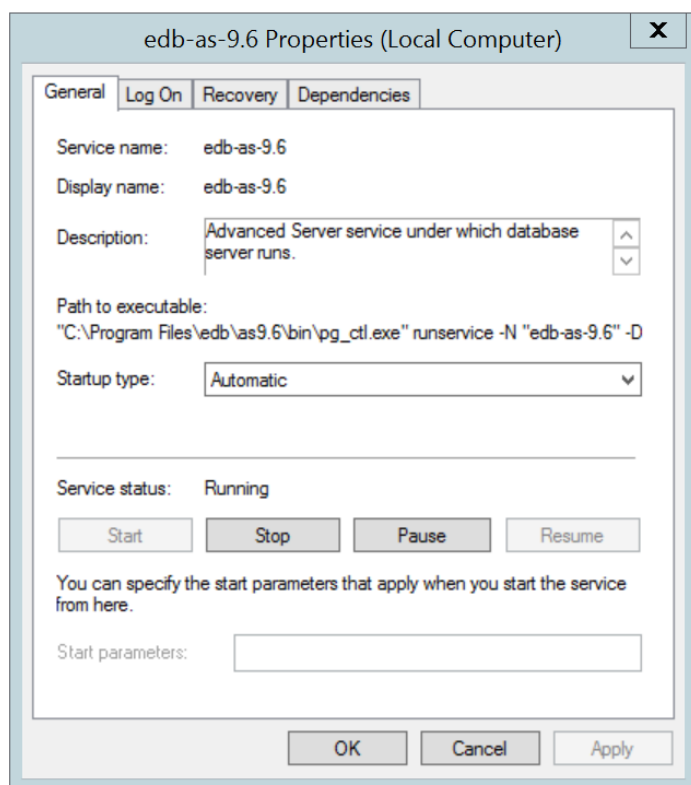 edb-as-9.6 Properties (Local Computer)
X
General Log On Recovery Dependencies
Service name: edb-as-9.6
Display name: edb-as-9.6
Description: Advanced Server service under which database
server runs.
Path to executable:
"C:\Program Files\edb\as9.6\bin\pg_ctl.exe" runservice -N "edb-as-9.6" -D
Startup type: Automatic
Service status: Running
Start Stop Pause Resume
You can specify the start parameters that apply when you start the service
from here.
Start parameters:
OK Cancel Apply